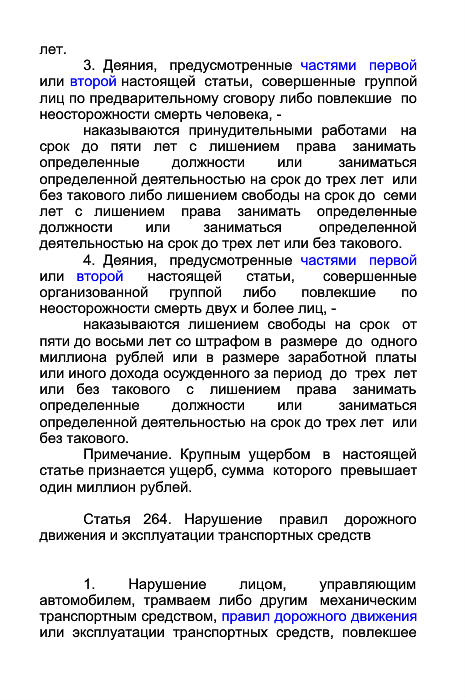 лет.
3. Деяния, предусмотренные частями первой
или второй настоящей статьи, совершенные группой
лиц по предварительному сговору либо повлекшие по
неосторожности смерть человека, -
наказываются принудительными работами на
срок до пяти лет с лишением права занимать
определенные должности или заниматься
определенной деятельностью на срок до трех лет или
без такового либо лишением свободы на срок до семи
лет с лишением права занимать определенные
должности или заниматься определенной
деятельностью на срок до трех лет или без такового.
4. Деяния, предусмотренные частями первой
или второй настоящей статьи, совершенные
организованной группой либо повлекшие по
неосторожности смерть двух и более лиц, -
наказываются лишением свободы на срок от
пяти до восьми лет со штрафом в размере до одного
миллиона рублей или в размере заработной платы
или иного дохода осужденного за период до трех лет
или без такового с лишением права занимать
определенные должности или заниматься
определенной деятельностью на срок до трех лет или
без такового.
Примечание. Крупным ущербом в настоящей
статье признается ущерб, сумма которого превышает
один миллион рублей.
Статья 264. Нарушение правил дорожного
движения и эксплуатации транспортных средств
1. Нарушение лицом, управляющим
автомобилем, трамваем либо другим механическим
транспортным средством, правил дорожного движения
или эксплуатации транспортных средств, повлекшее